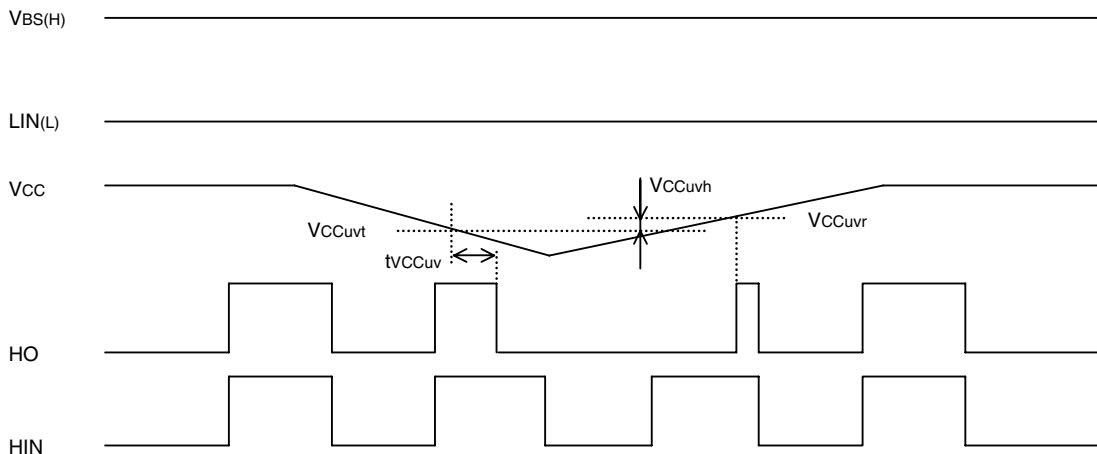 VBS(H)
LIN(L)
VCC
VCCuvh
VCCuvt
VCCuvr
tVCCuv
HO
HIN